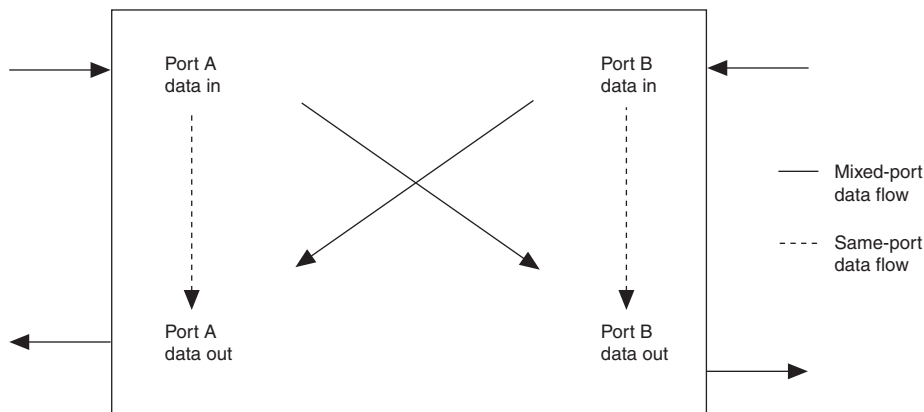 Port A
data in
Port B
data in
Mixed-port
data flow
Same-port
data flow
Port A
data out
Port B
data out